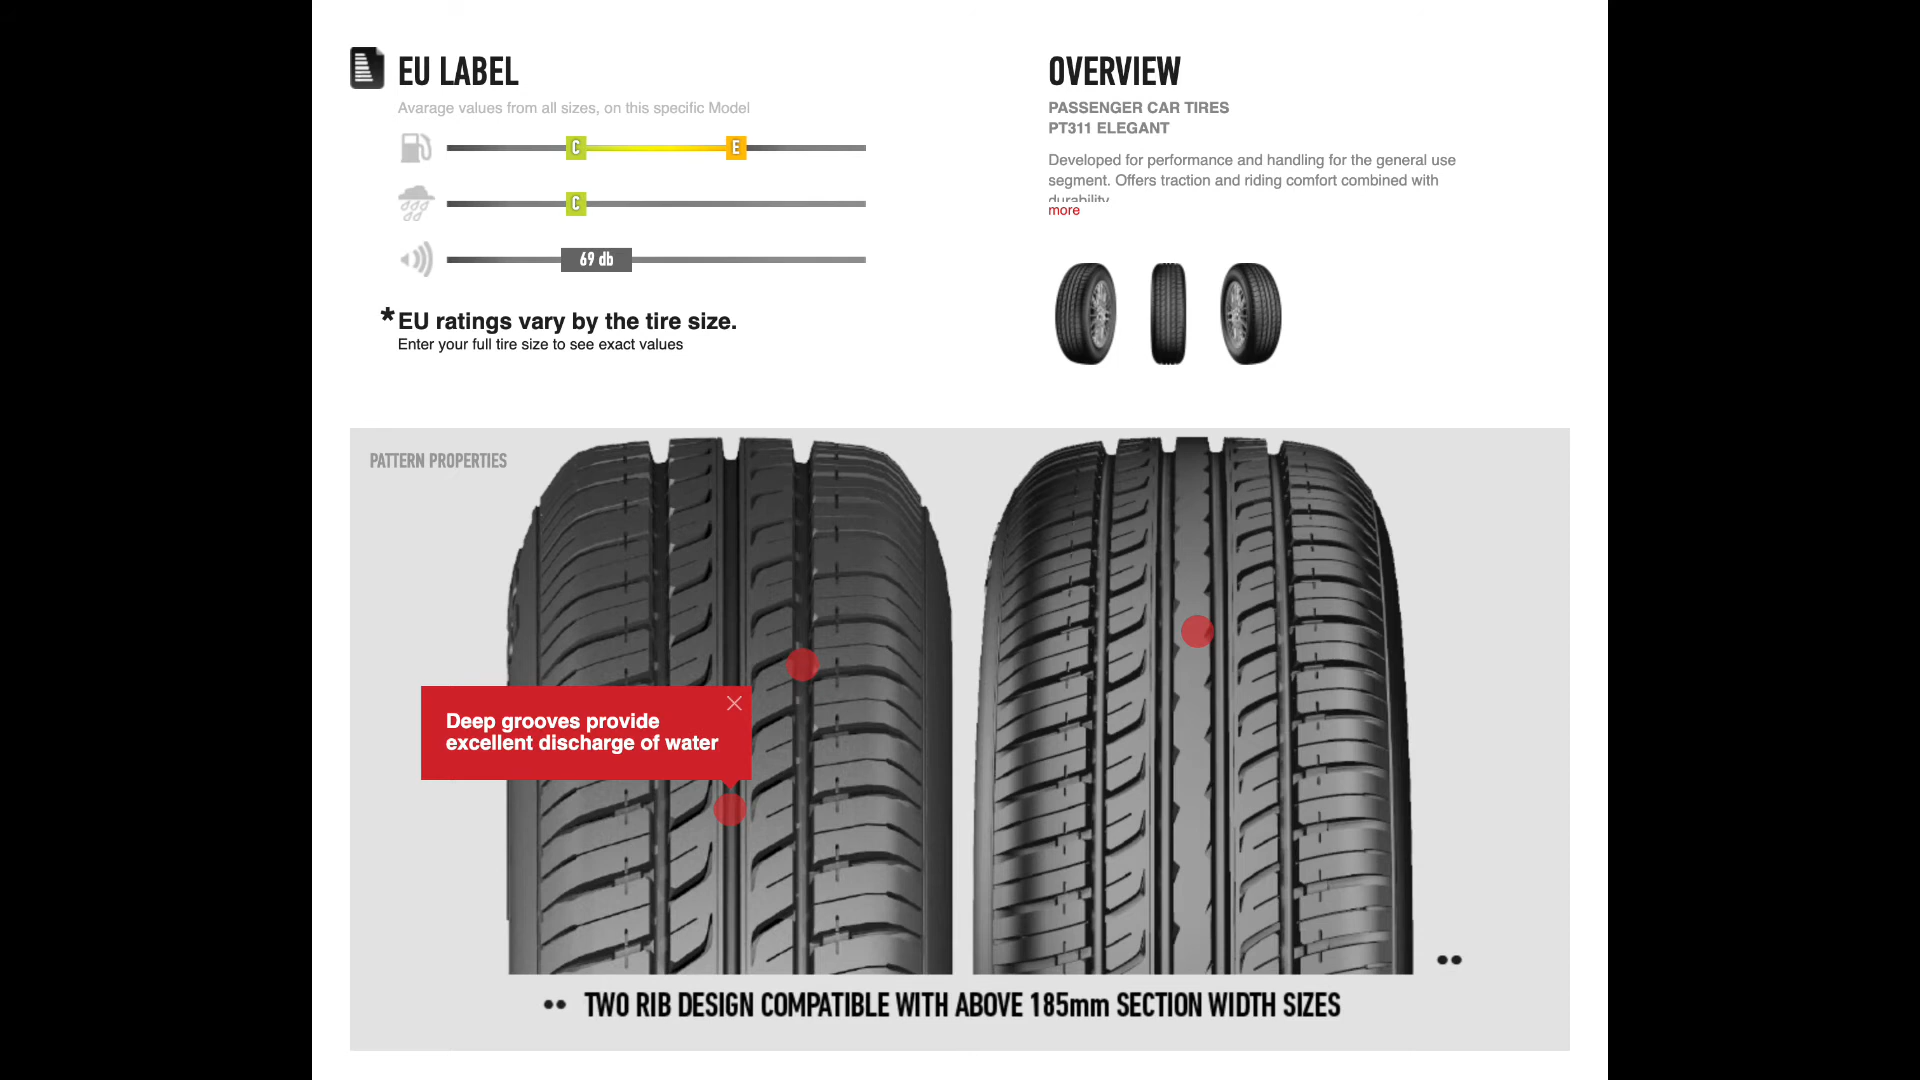 EU LABEL
Avarage values from all sizes, on this specific Model
C
E
C
69 db
*EU ratings vary by the tire size.
Enter your full tire size to see exact values
OVERVIEW
PASSENGER CAR TIRES
PT311 ELEGANT
Developed for performance and handling for the general use
segment. Offers traction and riding comfort combined with
durability
more
PATTERN PROPERTIES
Deep grooves provide
excellent discharge of water
•• TWO RIB DESIGN COMPATIBLE WITH ABOVE 185mm SECTION WIDTH SIZES